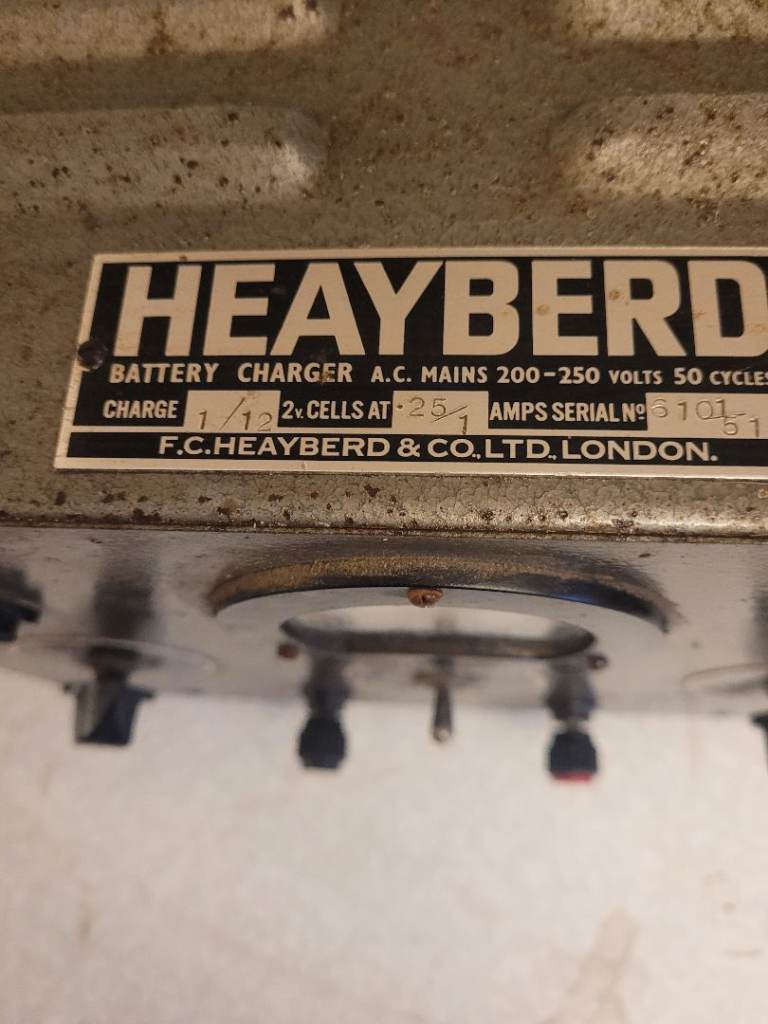 HEAYBERD
BATTERY CHARGER A.C. MAINS 200-250 VOLTS 50 CYCLES
CHARGE 1/12 2v. CELLS AT .25/1 AMPS SERIAL No 6101/51
F.C. HEAYBERD & CO., LTD., LONDON.